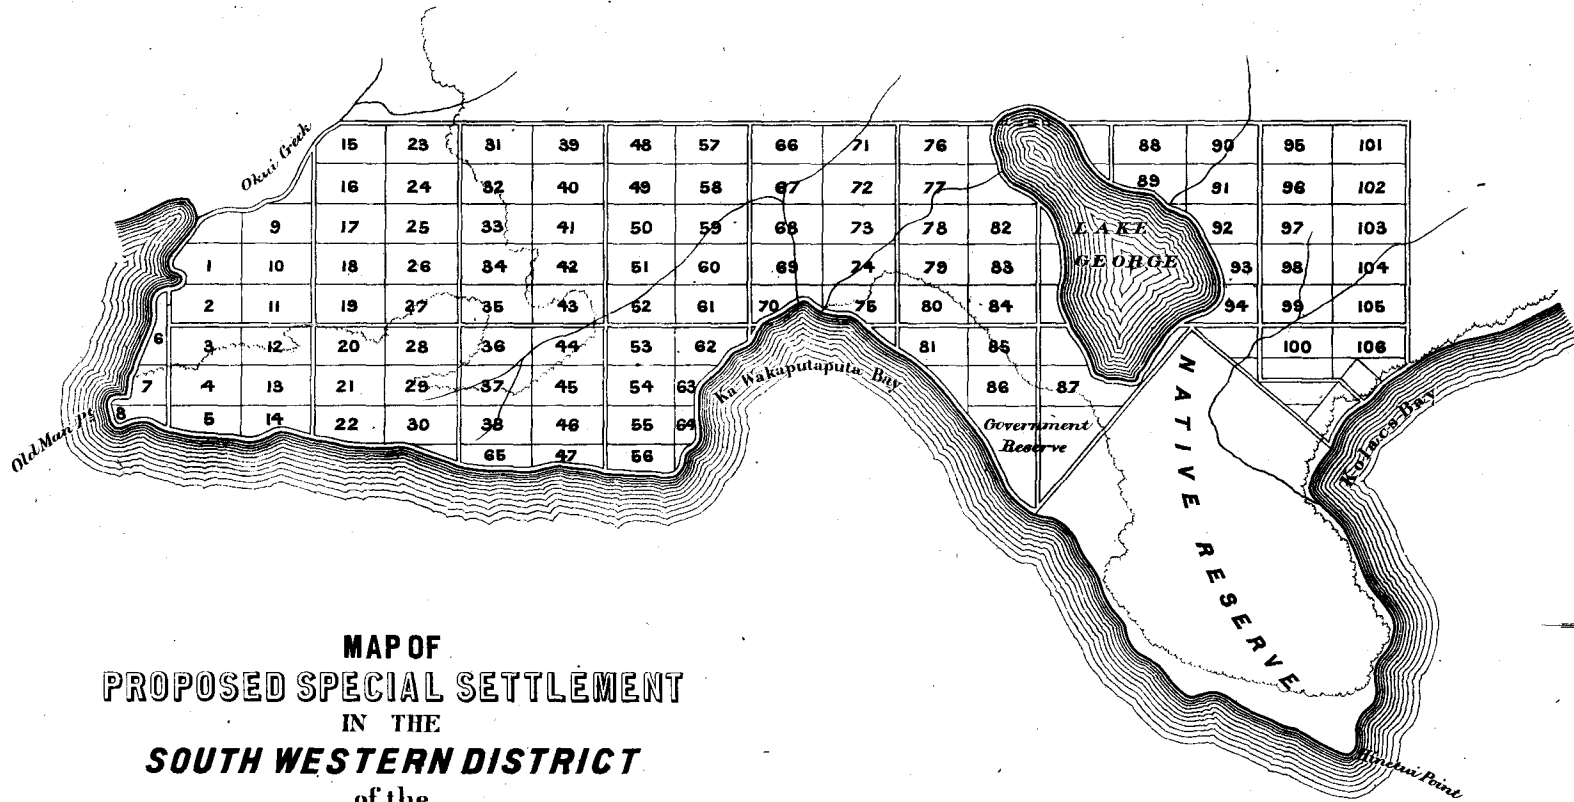 Okui Creek
15 23 31 39 48 57 66 71 76 88 90 95 101
16 24 32 40 49 58 67 72 77 89 91 96 102
9 17 25 33 41 50 59 68 73 78 82 LAKE 92 97 103
1 10 18 26 34 42 51 60 69 74 79 83 GEORGE 93 98 104
2 11 19 27 35 43 52 61 70 75 80 84 94 99 105
6 3 12 20 28 36 44 53 62 81 85 100 106
7 4 13 21 29 37 45 54 63 86 87
8 5 14 22 30 38 46 55 64
65 47 56
Old Man Pt
Ka Wakaputaputa Bay
Government
Reserve
NATIVE RESERVE
Kolacs Bay
Hinetui Point
MAP OF
PROPOSED SPECIAL SETTLEMENT
IN THE
SOUTH WESTERN DISTRICT
of the